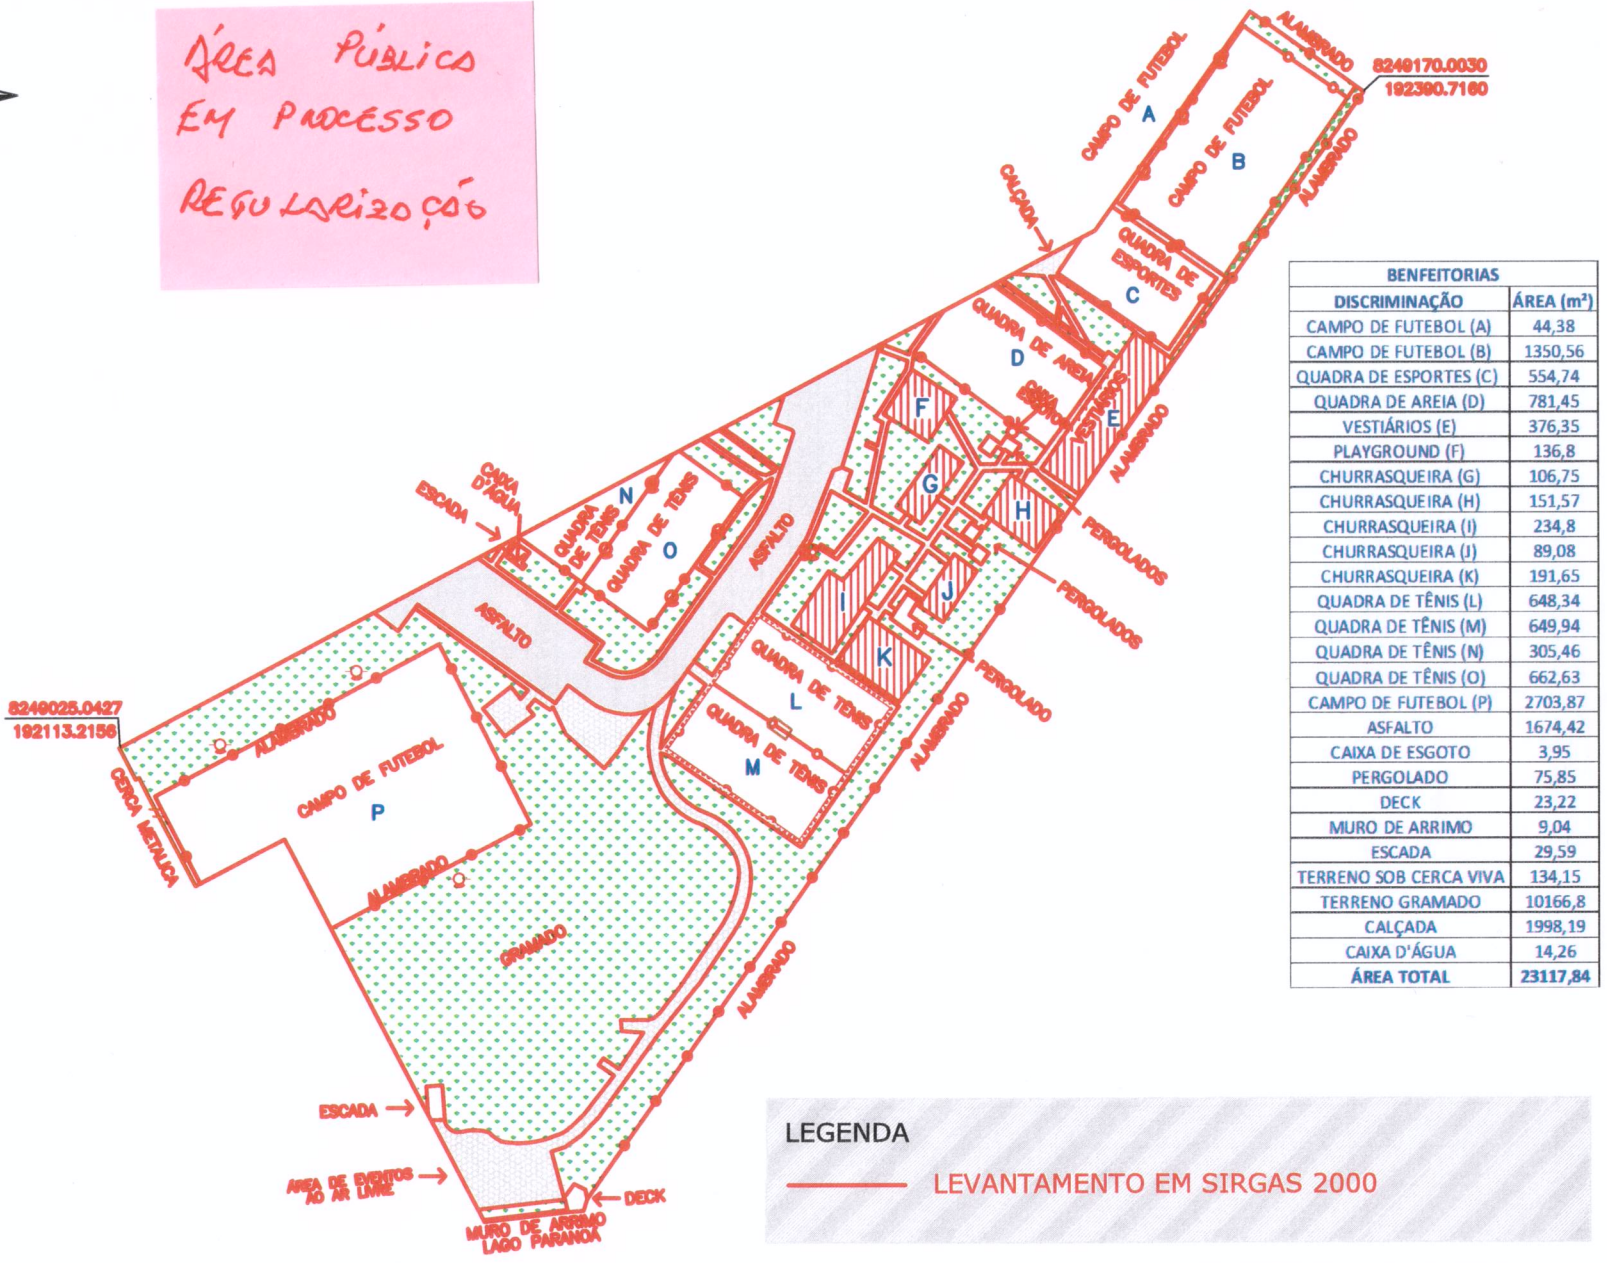 ÁREA PÚBLICA
EM PROCESSO
REGULARIZAÇÃO
ALAMBRADO
8249170.0030
192390.7160
CAMPO DE FUTEBOL
A
CAMPO DE FUTEBOL
B
ALAMBRADO
CALÇADA
QUADRA DE
ESPORTES
C
QUADRA DE AREIA
D
CAIXA
ESGOTO
VESTIÁRIOS
E
ALAMBRADO
F
G
H
PERGOLADOS
PERGOLADOS
I
J
K
PERGOLADO
CAIXA
D'ÁGUA
ESCADA
N
QUADRA
DE TÊNIS
QUADRA DE TÊNIS
O
ASFALTO
ASFALTO
QUADRA DE TÊNIS
L
QUADRA DE TÊNIS
M
ALAMBRADO
8249025.0427
192113.2156
CERCA METALICA
ALAMBRADO
CAMPO DE FUTEBOL
P
ALAMBRADO
GRAMADO
ALAMBRADO
ESCADA
ÁREA DE EVENTOS
AO AR LIVRE
DECK
MURO DE ARRIMO
LAGO PARANOÁ
BENFEITORIAS
DISCRIMINAÇÃO ÁREA (m²)
CAMPO DE FUTEBOL (A) 44,38
CAMPO DE FUTEBOL (B) 1350,56
QUADRA DE ESPORTES (C) 554,74
QUADRA DE AREIA (D) 781,45
VESTIÁRIOS (E) 376,35
PLAYGROUND (F) 136,8
CHURRASQUEIRA (G) 106,75
CHURRASQUEIRA (H) 151,57
CHURRASQUEIRA (I) 234,8
CHURRASQUEIRA (J) 89,08
CHURRASQUEIRA (K) 191,65
QUADRA DE TÊNIS (L) 648,34
QUADRA DE TÊNIS (M) 649,94
QUADRA DE TÊNIS (N) 305,46
QUADRA DE TÊNIS (O) 662,63
CAMPO DE FUTEBOL (P) 2703,87
ASFALTO 1674,42
CAIXA DE ESGOTO 3,95
PERGOLADO 75,85
DECK 23,22
MURO DE ARRIMO 9,04
ESCADA 29,59
TERRENO SOB CERCA VIVA 134,15
TERRENO GRAMADO 10166,8
CALÇADA 1998,19
CAIXA D'ÁGUA 14,26
ÁREA TOTAL 23117,84
LEGENDA
LEVANTAMENTO EM SIRGAS 2000